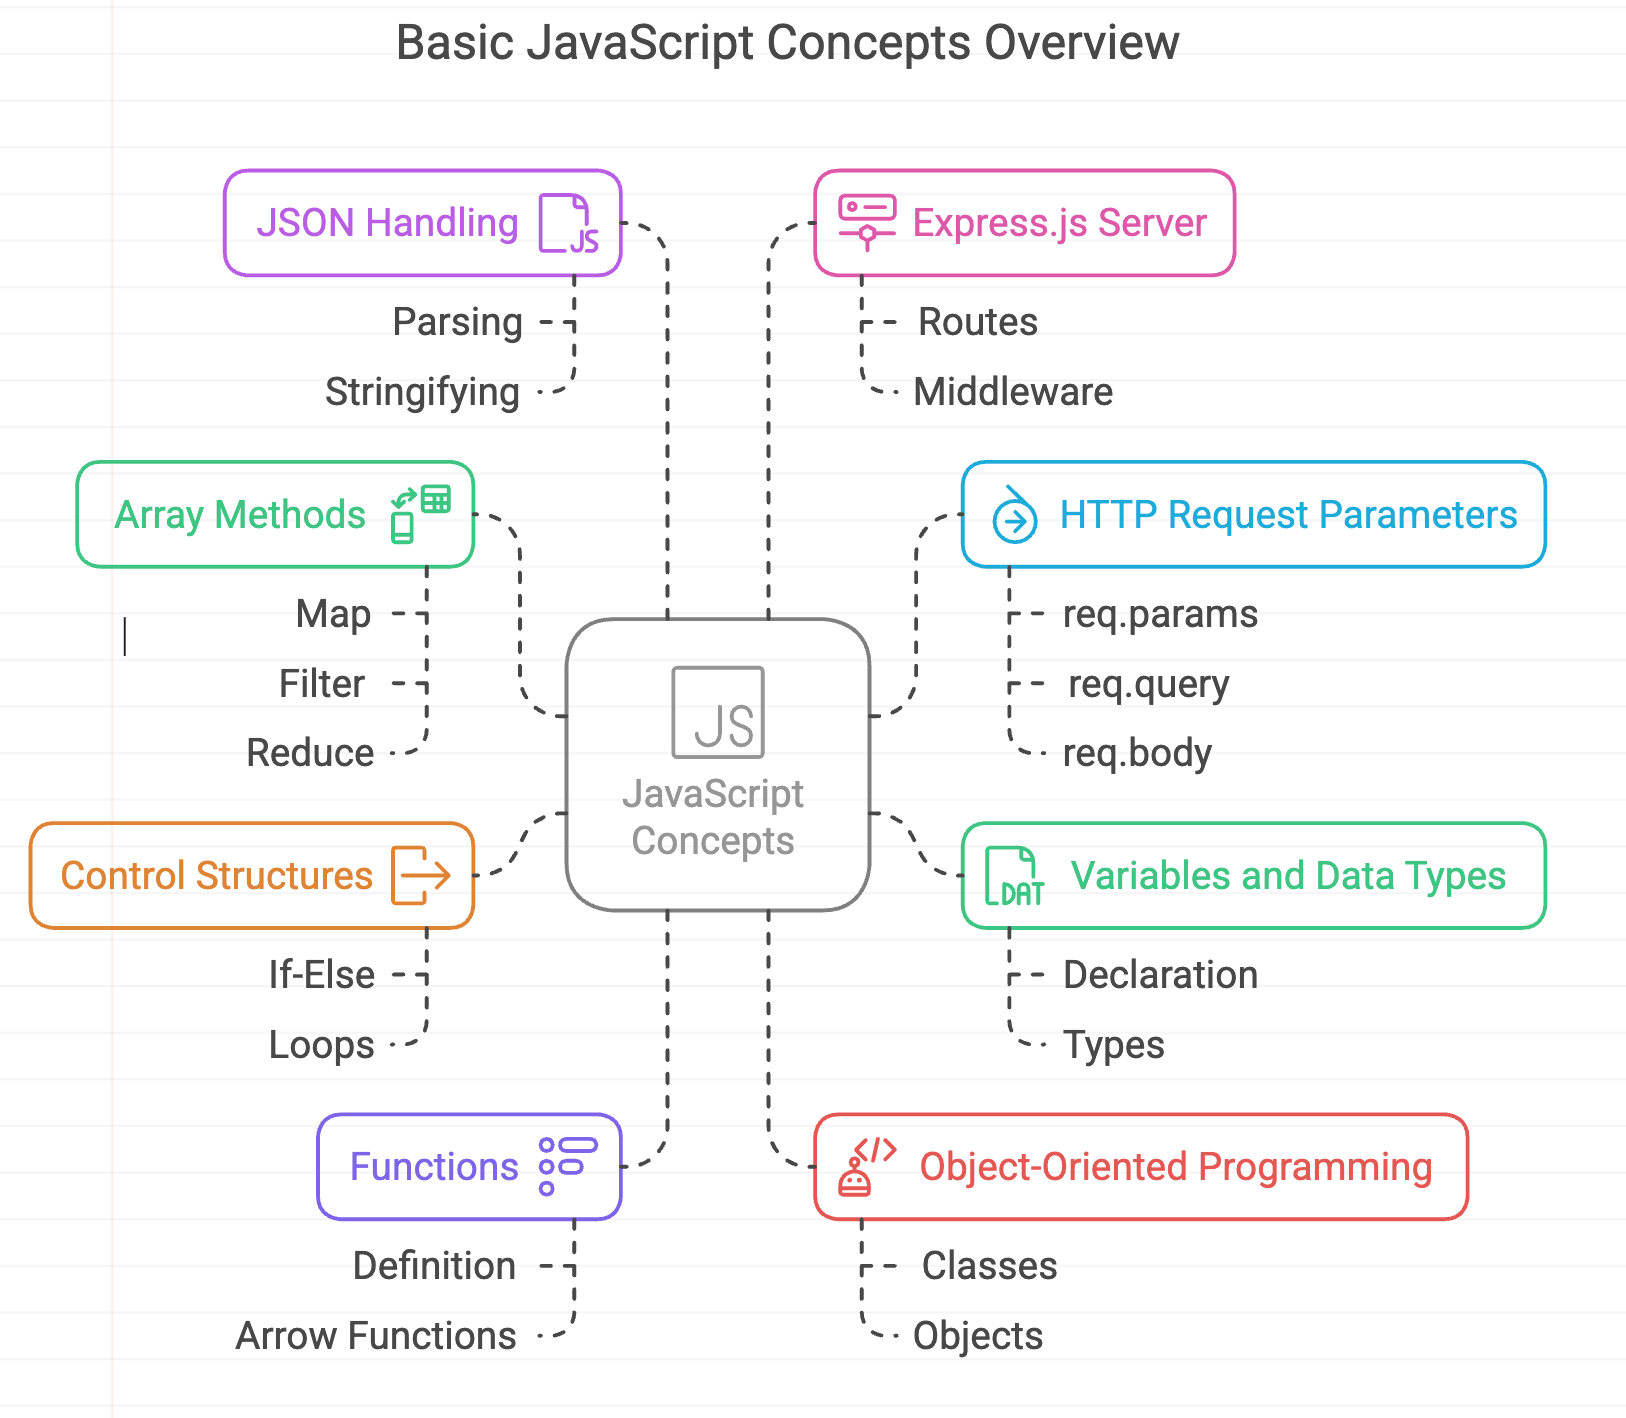 Basic JavaScript Concepts Overview
JSON Handling
JS
Parsing
Stringifying
Express.js Server
Routes
Middleware
Array Methods
Map
Filter
Reduce
HTTP Request Parameters
req.params
req.query
req.body
JS
JavaScript
Concepts
Control Structures
If-Else
Loops
DAT
Variables and Data Types
Declaration
Types
Functions
Definition
Arrow Functions
</>
Object-Oriented Programming
Classes
Objects